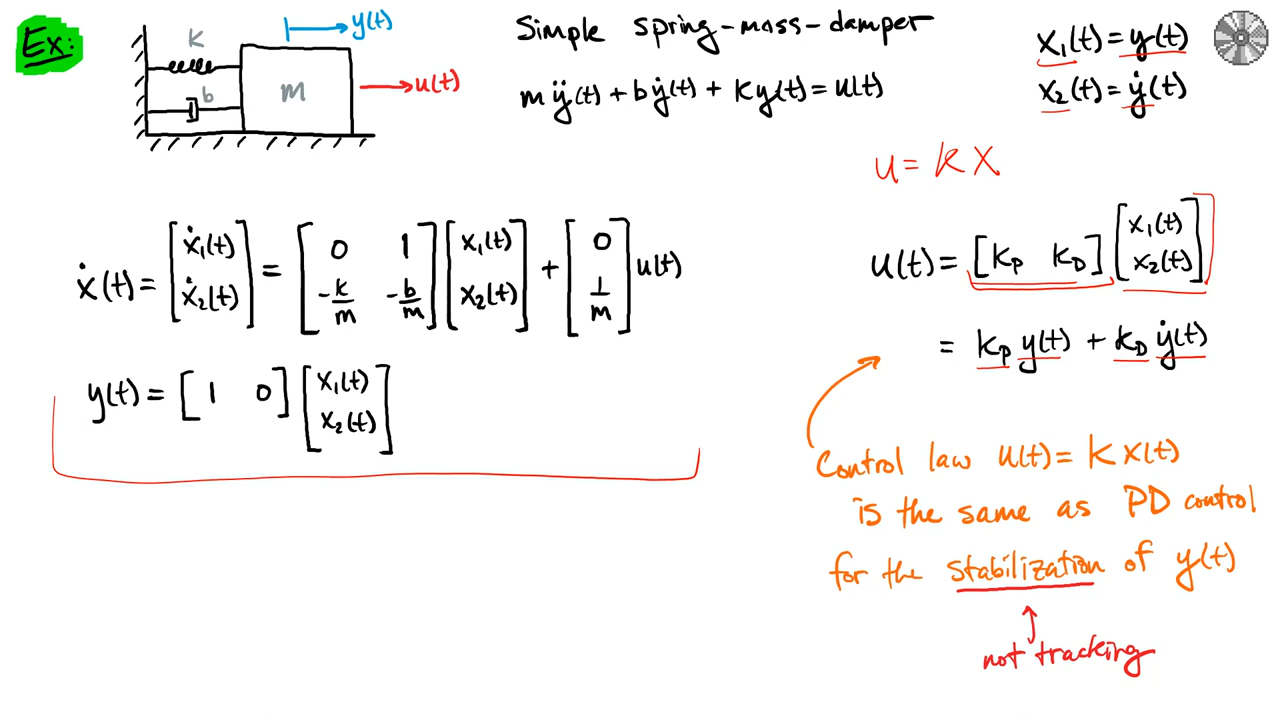 Ex:
Simple spring-mass-damper
mÿ(t) + bẏ(t) + ky(t) = u(t)
k
b
m
y(t)
u(t)
x₁(t) = y(t)
x₂(t) = ẏ(t)
u = K X
ẋ(t) = [ẋ₁(t) ẋ₂(t)] = [0 1 -k/m -b/m] [x₁(t) x₂(t)] + [0 1/m] u(t)
y(t) = [1 0] [x₁(t) x₂(t)]
u(t) = [k_P k_D] [x₁(t) x₂(t)]
= k_P y(t) + k_D ẏ(t)
Control law u(t) = K x(t)
is the same as PD control
for the stabilization of y(t)
not tracking